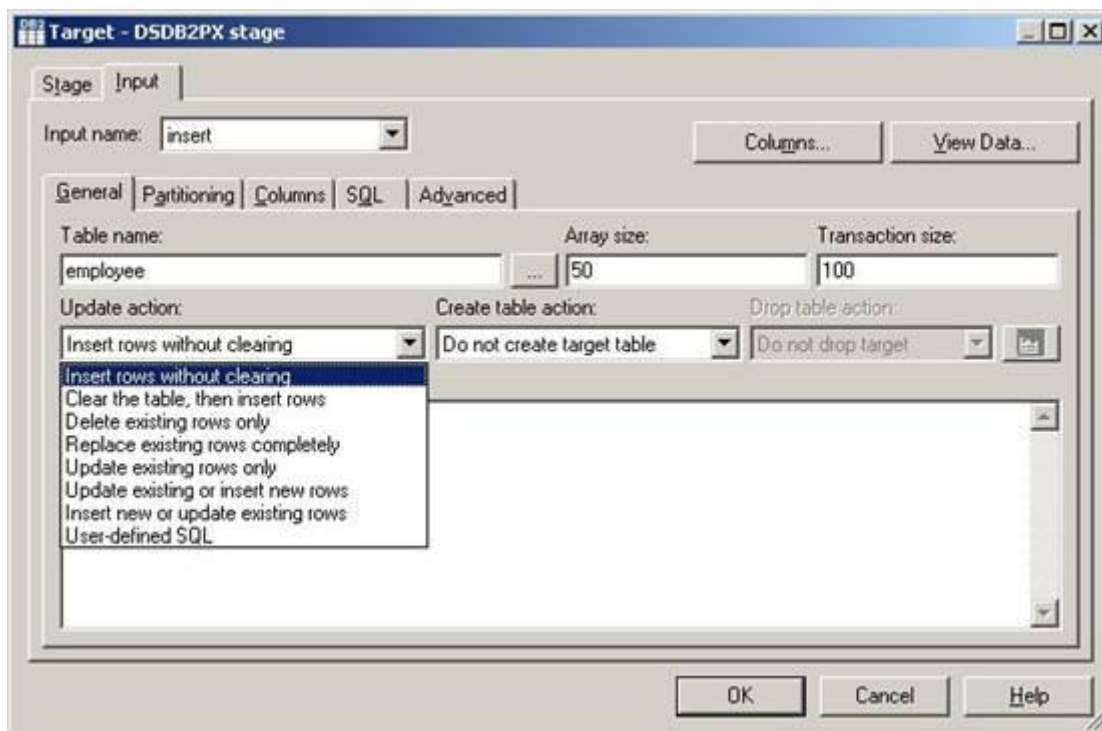 DB2 Target - DSDB2PX stage
Stage Input
Input name: insert Columns... View Data...
General Partitioning Columns SQL Advanced
Table name: Array size: Transaction size:
employee ... 50 100
Update action: Create table action: Drop table action:
Insert rows without clearing Do not create target table Do not drop target
Insert rows without clearing
Clear the table, then insert rows
Delete existing rows only
Replace existing rows completely
Update existing rows only
Update existing or insert new rows
Insert new or update existing rows
User-defined SQL
OK Cancel Help